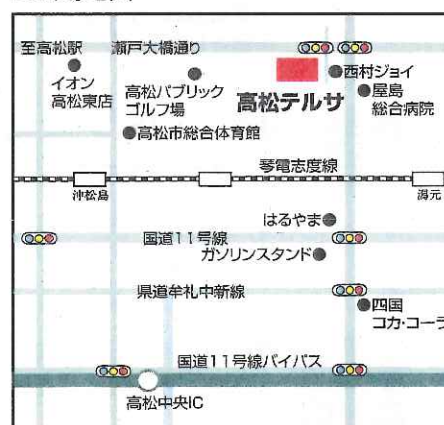 至高松駅
瀬戸大橋通り
イオン
高松東店
高松パブリック
ゴルフ場
高松テルサ
西村ジョイ
屋島
総合病院
高松市総合体育館
琴電志度線
沖松島
潟元
はるやま
国道11号線
ガソリンスタンド
県道牟礼中新線
四国
コカ・コーラ
国道11号線バイパス
高松中央IC